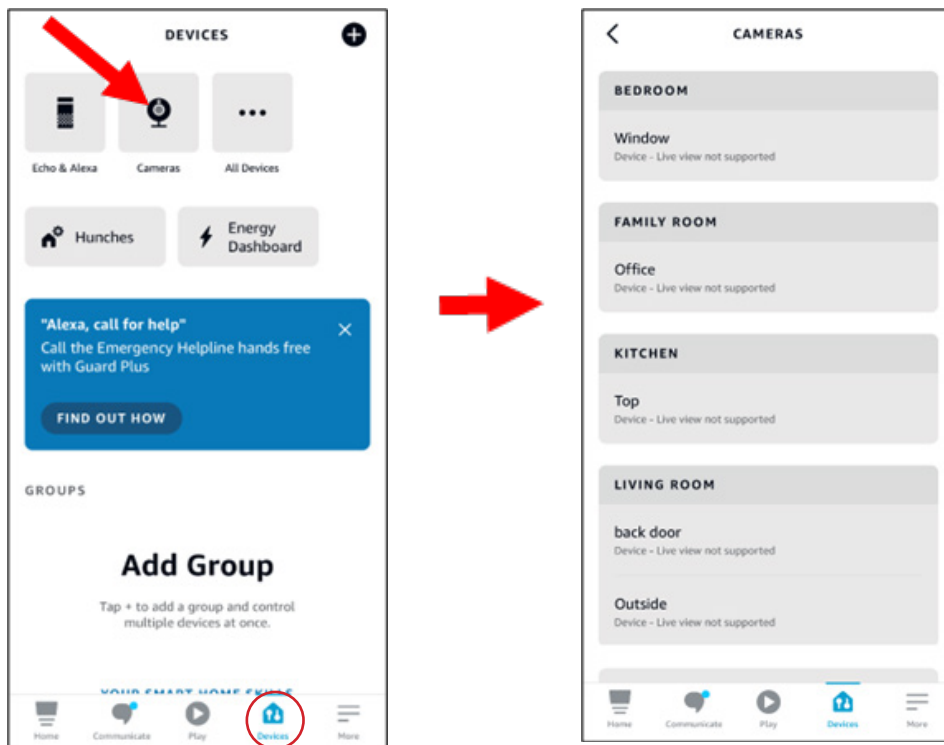 DEVICES
Echo & Alexa
Cameras
All Devices
Hunches
Energy
Dashboard
"Alexa, call for help"
Call the Emergency Helpline hands free
with Guard Plus
FIND OUT HOW
GROUPS
Add Group
Tap + to add a group and control
multiple devices at once.
YOUR SMART HOME SKILLS
Home
Communicate
Play
Devices
More
CAMERAS
BEDROOM
Window
Device - Live view not supported
FAMILY ROOM
Office
Device - Live view not supported
KITCHEN
Top
Device - Live view not supported
LIVING ROOM
back door
Device - Live view not supported
Outside
Device - Live view not supported
Home
Communicate
Play
Devices
More